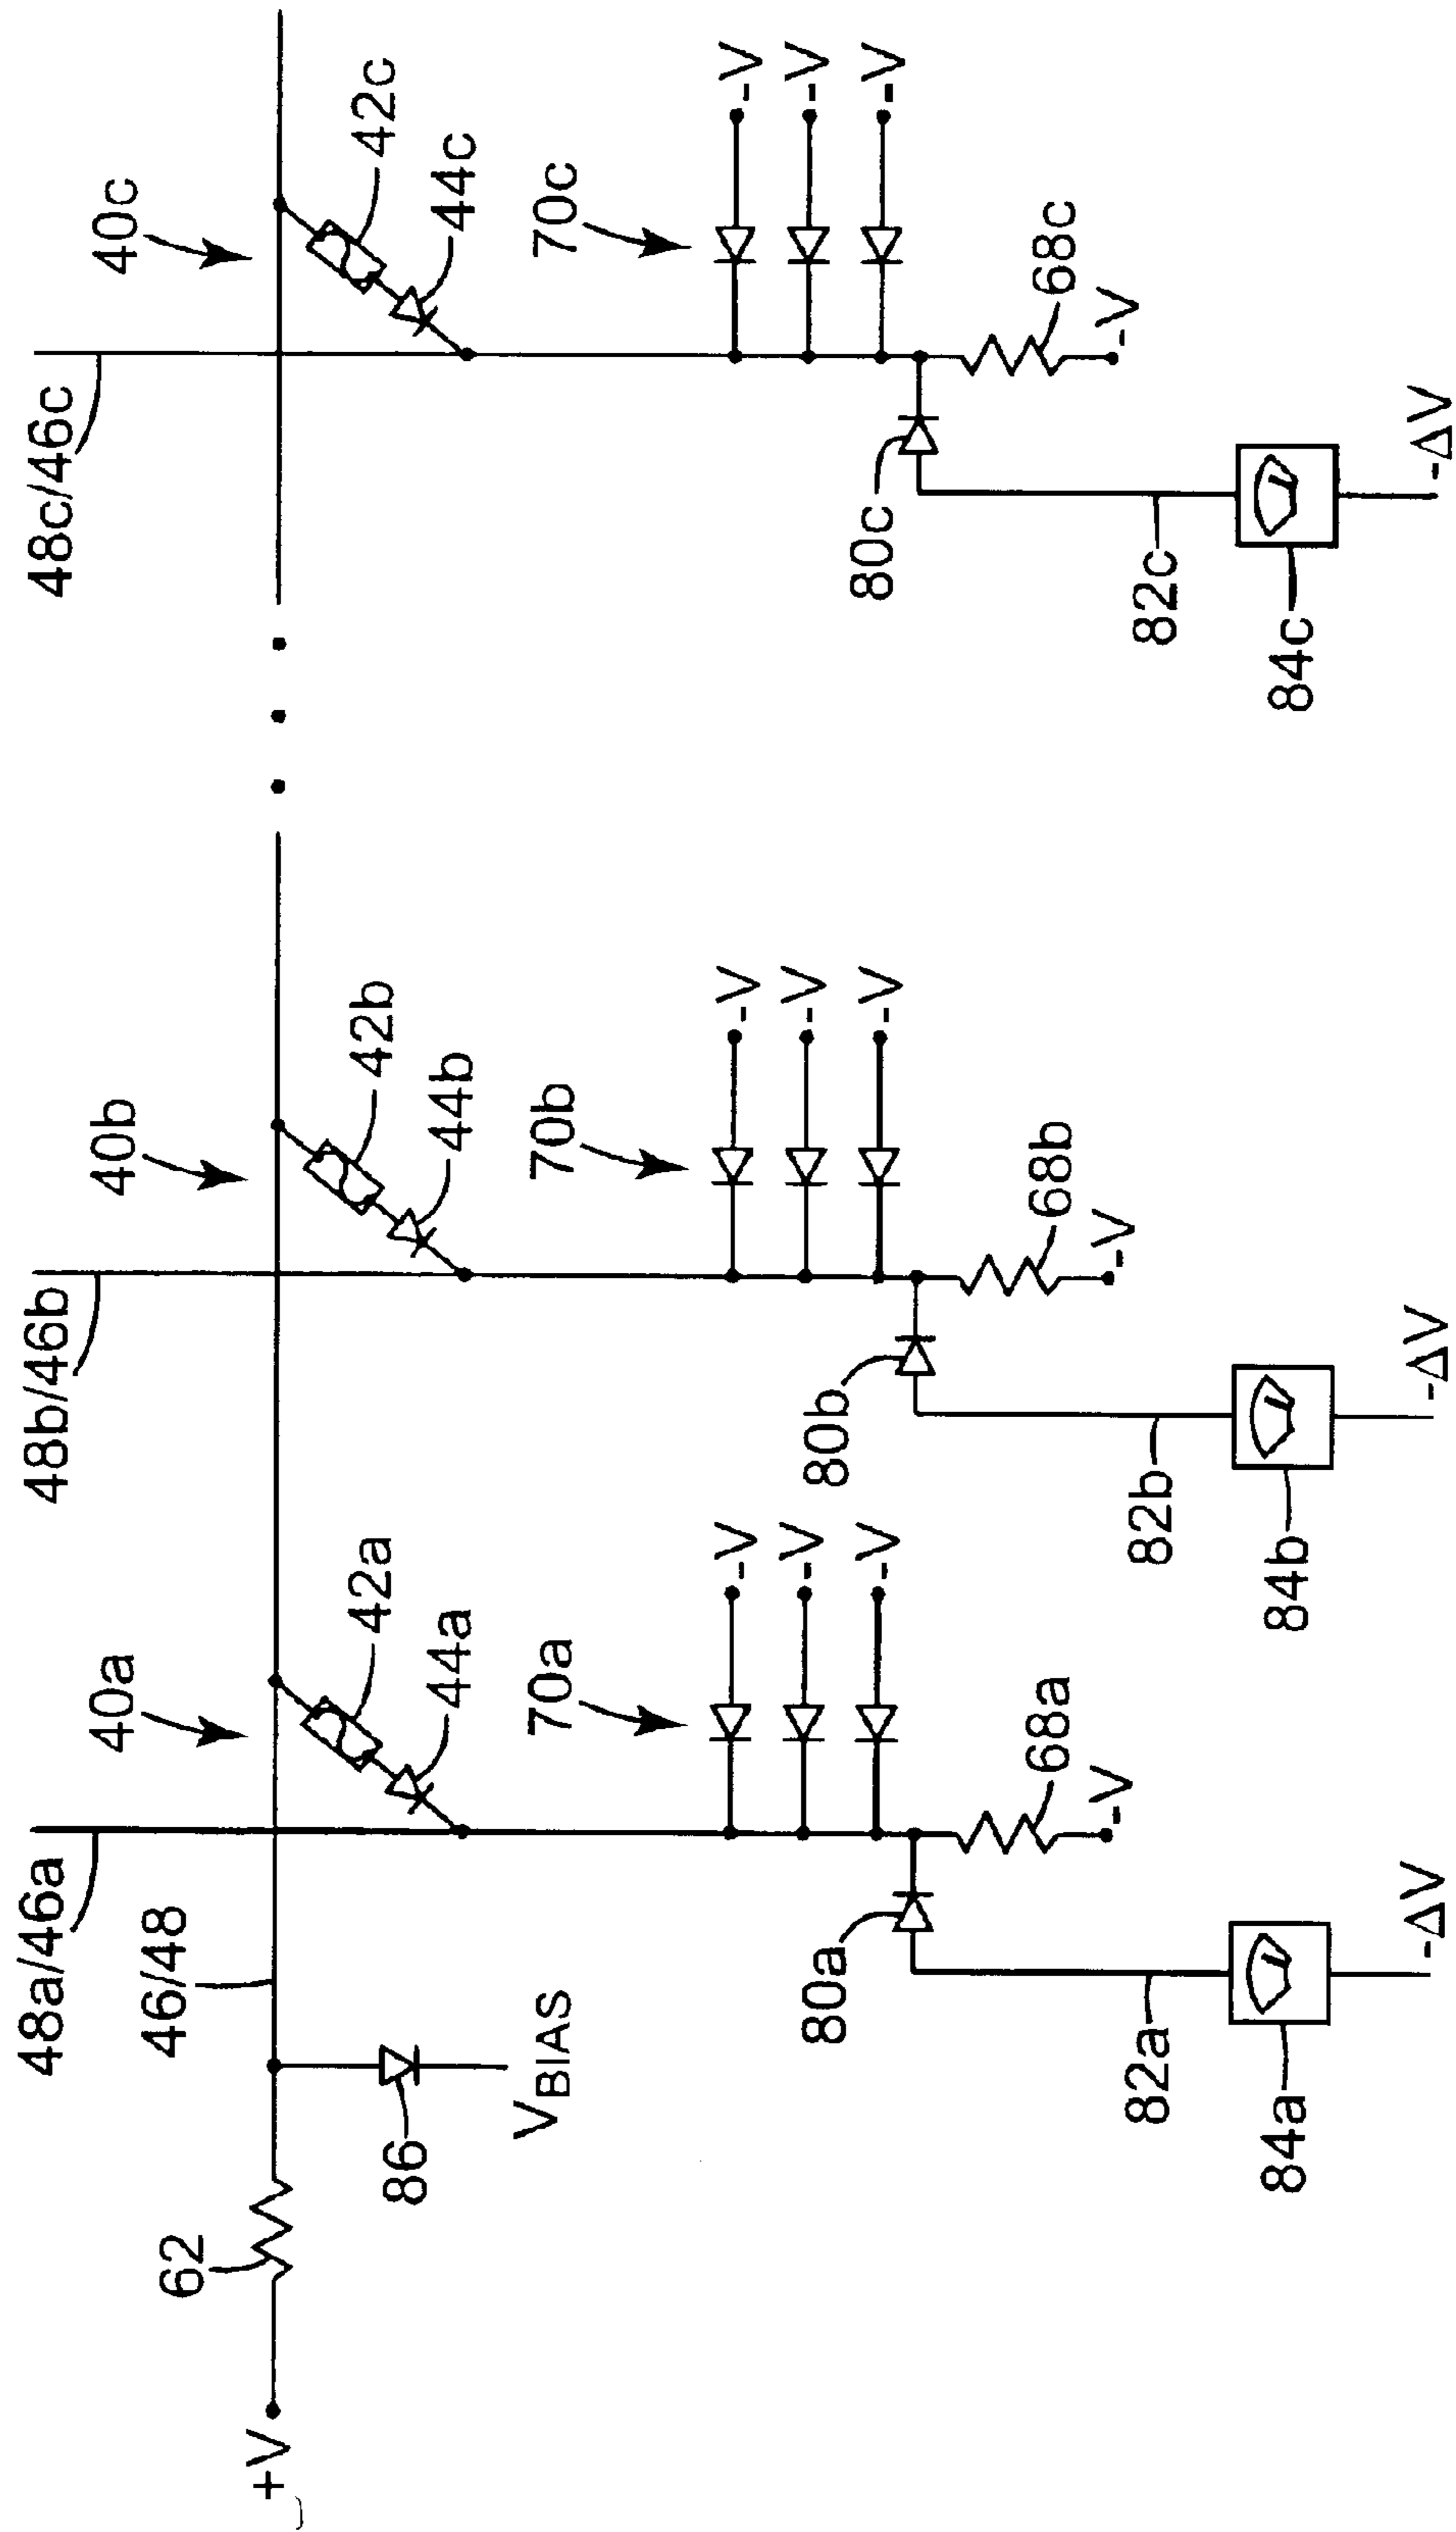 48a/46a
48b/46b
48c/46c
40a
40b
40c
46/48
62
+V
86
VBIAS
42a
42b
42c
44a
44b
44c
70a
-V
-V
-V
70b
-V
-V
-V
70c
-V
-V
-V
68a
-V
68b
-V
68c
-V
80a
80b
80c
82a
82b
82c
84a
84b
84c
-ΔV
-ΔV
-ΔV